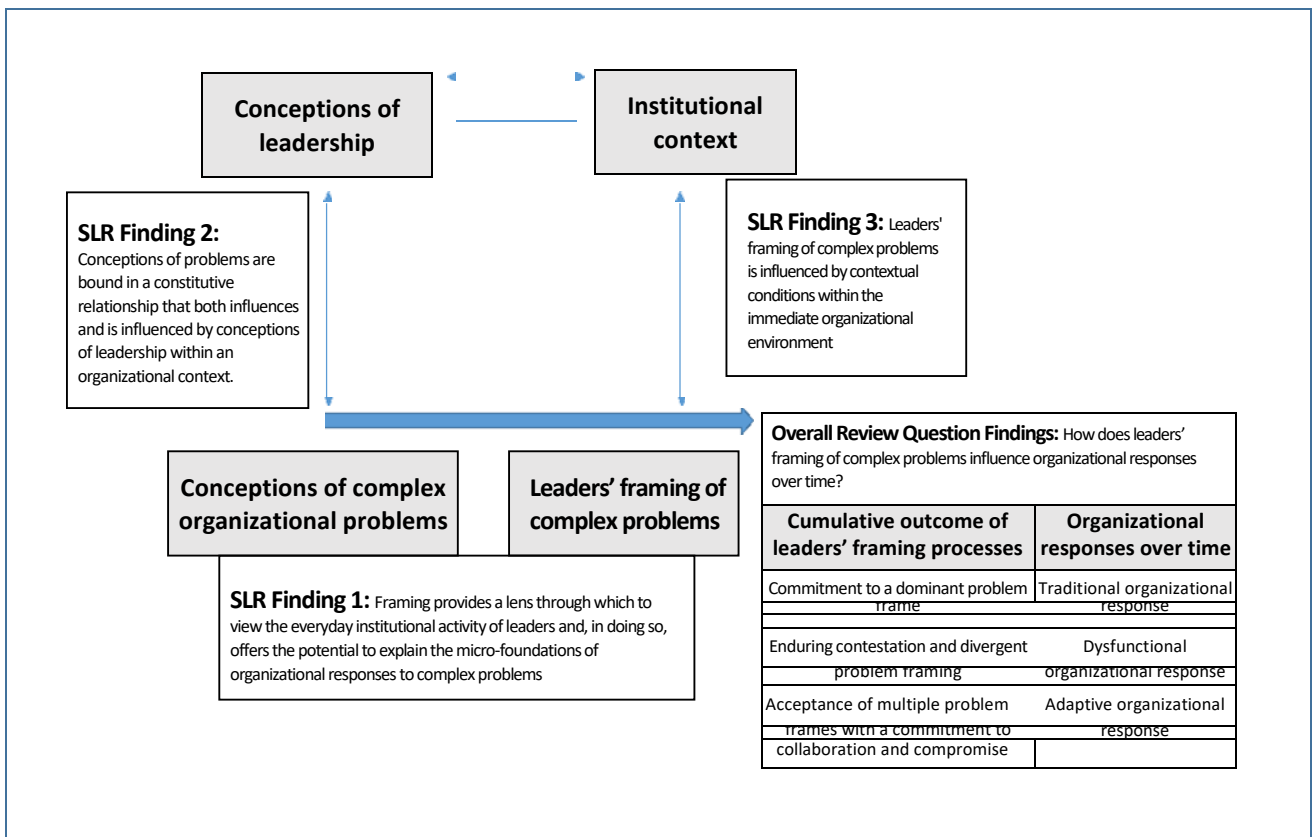 Conceptions of
leadership
Institutional
context
SLR Finding 2:
Conceptions of problems are
bound in a constitutive
relationship that both influences
and is influenced by conceptions
of leadership within an
organizational context.
SLR Finding 3: Leaders'
framing of complex problems
is influenced by contextual
conditions within the
immediate organizational
environment
Conceptions of complex
organizational problems
Leaders’ framing of
complex problems
SLR Finding 1: Framing provides a lens through which to
view the everyday institutional activity of leaders and, in doing so,
offers the potential to explain the micro-foundations of
organizational responses to complex problems
Overall Review Question Findings: How does leaders’
framing of complex problems influence organizational responses
over time?
Cumulative outcome of
leaders’ framing processes
Organizational
responses over time
Commitment to a dominant problem
frame
Traditional organizational
response
Enduring contestation and divergent
problem framing
Dysfunctional
organizational response
Acceptance of multiple problem
frames with a commitment to
collaboration and compromise
Adaptive organizational
response